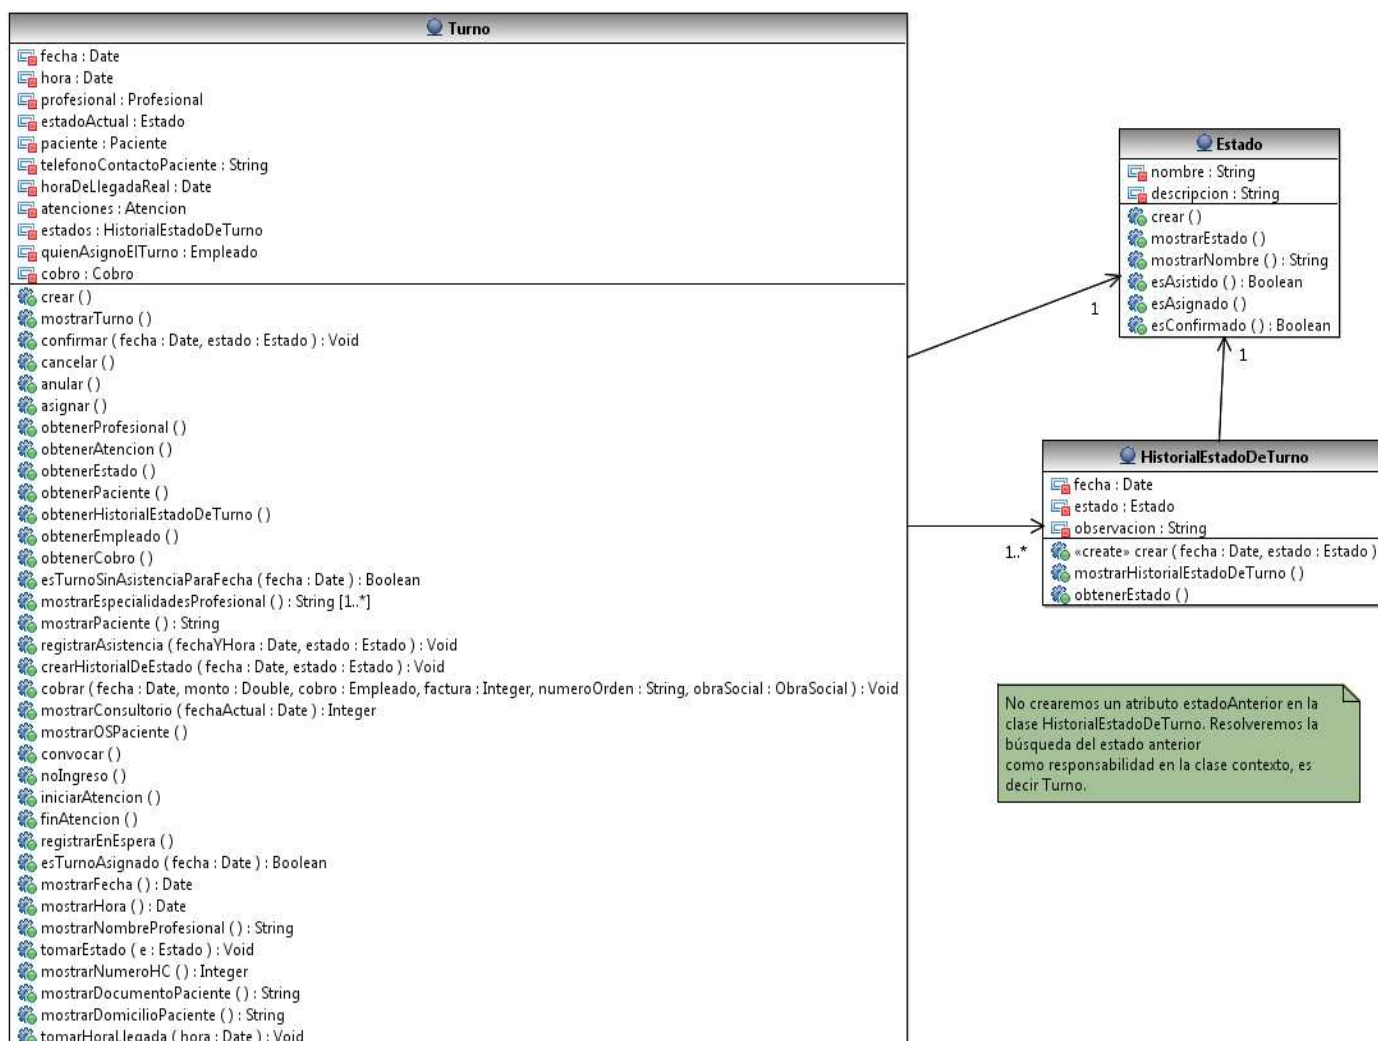 Turno
fecha : Date
hora : Date
profesional : Profesional
estadoActual : Estado
paciente : Paciente
telefonoContactoPaciente : String
horaDeLlegadaReal : Date
atenciones : Atencion
estados : HistorialEstadoDeTurno
quienAsignoElTurno : Empleado
cobro : Cobro
crear ( )
mostrarTurno ( )
confirmar ( fecha : Date, estado : Estado ) : Void
cancelar ( )
anular ( )
asignar ( )
obtenerProfesional ( )
obtenerAtencion ( )
obtenerEstado ( )
obtenerPaciente ( )
obtenerHistorialEstadoDeTurno ( )
obtenerEmpleado ( )
obtenerCobro ( )
esTurnoSinAsistenciaParaFecha ( fecha : Date ) : Boolean
mostrarEspecialidadesProfesional ( ) : String [1..*]
mostrarPaciente ( ) : String
registrarAsistencia ( fechaYHora : Date, estado : Estado ) : Void
crearHistorialDeEstado ( fecha : Date, estado : Estado ) : Void
cobrar ( fecha : Date, monto : Double, cobro : Empleado, factura : Integer, numeroOrden : String, obraSocial : ObraSocial ) : Void
mostrarConsultorio ( fechaActual : Date ) : Integer
mostrarOSPaciente ( )
convocar ( )
noIngreso ( )
iniciarAtencion ( )
finAtencion ( )
registrarEnEspera ( )
esTurnoAsignado ( fecha : Date ) : Boolean
mostrarFecha ( ) : Date
mostrarHora ( ) : Date
mostrarNombreProfesional ( ) : String
tomarEstado ( e : Estado ) : Void
mostrarNumeroHC ( ) : Integer
mostrarDocumentoPaciente ( ) : String
mostrarDomicilioPaciente ( ) : String
tomarHoraLlegada ( hora : Date ) : Void
Estado
nombre : String
descripcion : String
crear ( )
mostrarEstado ( )
mostrarNombre ( ) : String
esAsistido ( ) : Boolean
esAsignado ( )
esConfirmado ( ) : Boolean
1
1
HistorialEstadoDeTurno
fecha : Date
estado : Estado
observacion : String
«create» crear ( fecha : Date, estado : Estado )
mostrarHistorialEstadoDeTurno ( )
obtenerEstado ( )
1..*
No crearemos un atributo estadoAnterior en la
clase HistorialEstadoDeTurno. Resolveremos la
búsqueda del estado anterior
como responsabilidad en la clase contexto, es
decir Turno.